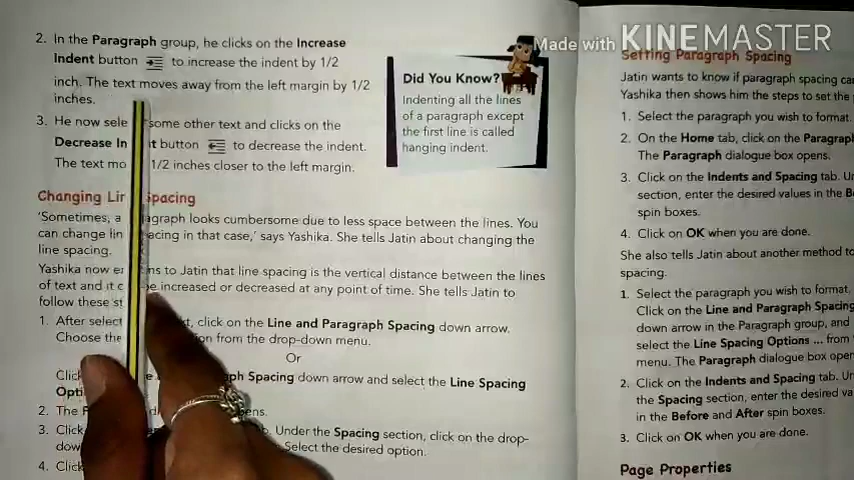 Made with KINEMASTER
2. In the Paragraph group, he clicks on the Increase
Indent button to increase the indent by 1/2
inch. The text moves away from the left margin by 1/2
inches.
3. He now sele some other text and clicks on the
Decrease In t button to decrease the indent.
The text mo 1/2 inches closer to the left margin.
Did You Know?
Indenting all the lines
of a paragraph except
the first line is called
hanging indent.
Changing Lin Spacing
'Sometimes, a agraph looks cumbersome due to less space between the lines. You
can change lin acing in that case,' says Yashika. She tells Jatin about changing the
line spacing.
Yashika now ex ns to Jatin that line spacing is the vertical distance between the lines
of text and it c be increased or decreased at any point of time. She tells Jatin to
follow these st
1. After select t, click on the Line and Paragraph Spacing down arrow.
Choose the on from the drop-down menu.
Or
Click ph Spacing down arrow and select the Line Spacing
Opti
2. The P di ens.
3. Click b. Under the Spacing section, click on the drop-
dow Select the desired option.
4. Click
Setting Paragraph Spacing
Jatin wants to know if paragraph spacing ca
Yashika then shows him the steps to set the
1. Select the paragraph you wish to format.
2. On the Home tab, click on the Paragraph
The Paragraph dialogue box opens.
3. Click on the Indents and Spacing tab. Un
section, enter the desired values in the Be
spin boxes.
4. Click on OK when you are done.
She also tells Jatin about another method to
spacing.
1. Select the paragraph you wish to format.
Click on the Line and Paragraph Spacing
down arrow in the Paragraph group, and
select the Line Spacing Options ... from
menu. The Paragraph dialogue box open
2. Click on the Indents and Spacing tab. Un
the Spacing section, enter the desired va
in the Before and After spin boxes.
3. Click on OK when you are done.
Page Properties